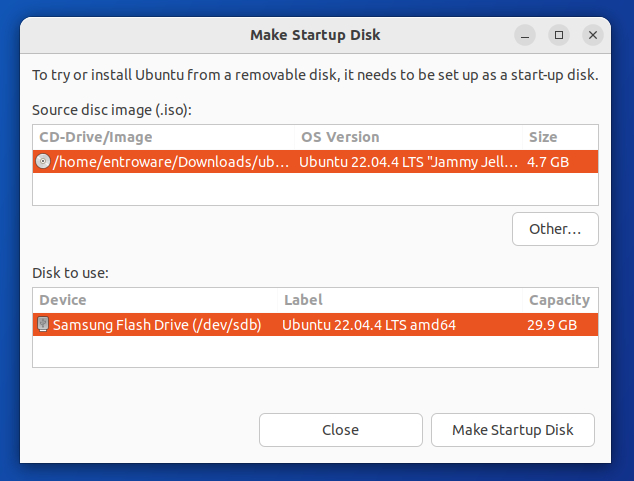 Make Startup Disk
To try or install Ubuntu from a removable disk, it needs to be set up as a start-up disk.
Source disc image (.iso):
CD-Drive/Image OS Version Size
/home/entroware/Downloads/ub… Ubuntu 22.04.4 LTS "Jammy Jell… 4.7 GB
Other…
Disk to use:
Device Label Capacity
Samsung Flash Drive (/dev/sdb) Ubuntu 22.04.4 LTS amd64 29.9 GB
Close Make Startup Disk